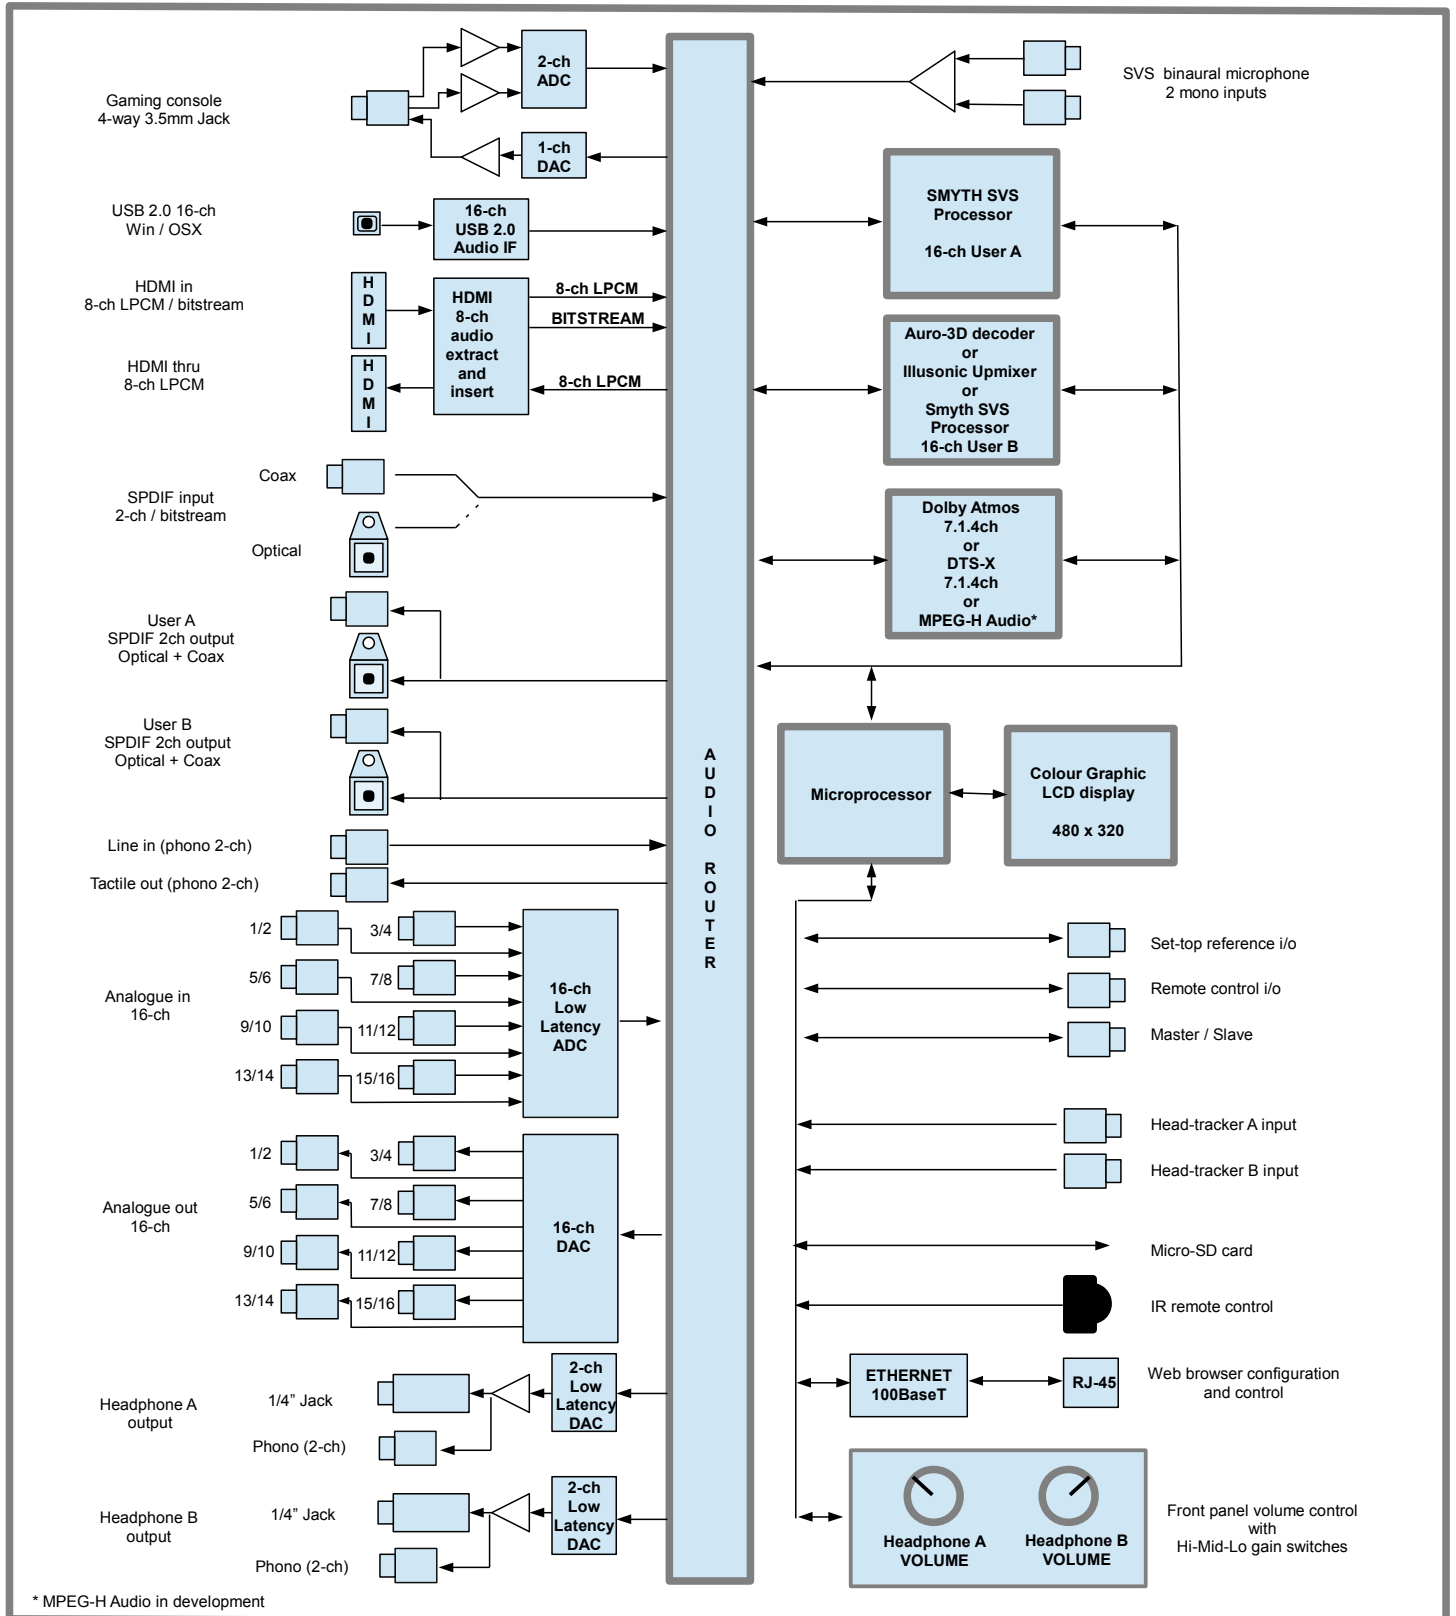 Gaming console
4-way 3.5mm Jack
2-ch
ADC
1-ch
DAC
USB 2.0 16-ch
Win / OSX
16-ch
USB 2.0
Audio IF
HDMI in
8-ch LPCM / bitstream
H
D
M
I
HDMI
8-ch
audio
extract
and
insert
8-ch LPCM
BITSTREAM
HDMI thru
8-ch LPCM
H
D
M
I
8-ch LPCM
Coax
SPDIF input
2-ch / bitstream
Optical
User A
SPDIF 2ch output
Optical + Coax
User B
SPDIF 2ch output
Optical + Coax
Line in (phono 2-ch)
Tactile out (phono 2-ch)
Analogue in
16-ch
1/2
3/4
5/6
7/8
9/10
11/12
13/14
15/16
16-ch
Low
Latency
ADC
Analogue out
16-ch
1/2
3/4
5/6
7/8
9/10
11/12
13/14
15/16
16-ch
DAC
Headphone A
output
1/4” Jack
Phono (2-ch)
2-ch
Low
Latency
DAC
Headphone B
output
1/4” Jack
Phono (2-ch)
2-ch
Low
Latency
DAC
* MPEG-H Audio in development
A
U
D
I
O
R
O
U
T
E
R
SVS binaural microphone
2 mono inputs
SMYTH SVS
Processor
16-ch User A
Auro-3D decoder
or
Illusonic Upmixer
or
Smyth SVS
Processor
16-ch User B
Dolby Atmos
7.1.4ch
or
DTS-X
7.1.4ch
or
MPEG-H Audio*
Microprocessor
Colour Graphic
LCD display
480 x 320
Set-top reference i/o
Remote control i/o
Master / Slave
Head-tracker A input
Head-tracker B input
Micro-SD card
IR remote control
ETHERNET
100BaseT
RJ-45
Web browser configuration
and control
Headphone A
VOLUME
Headphone B
VOLUME
Front panel volume control
with
Hi-Mid-Lo gain switches